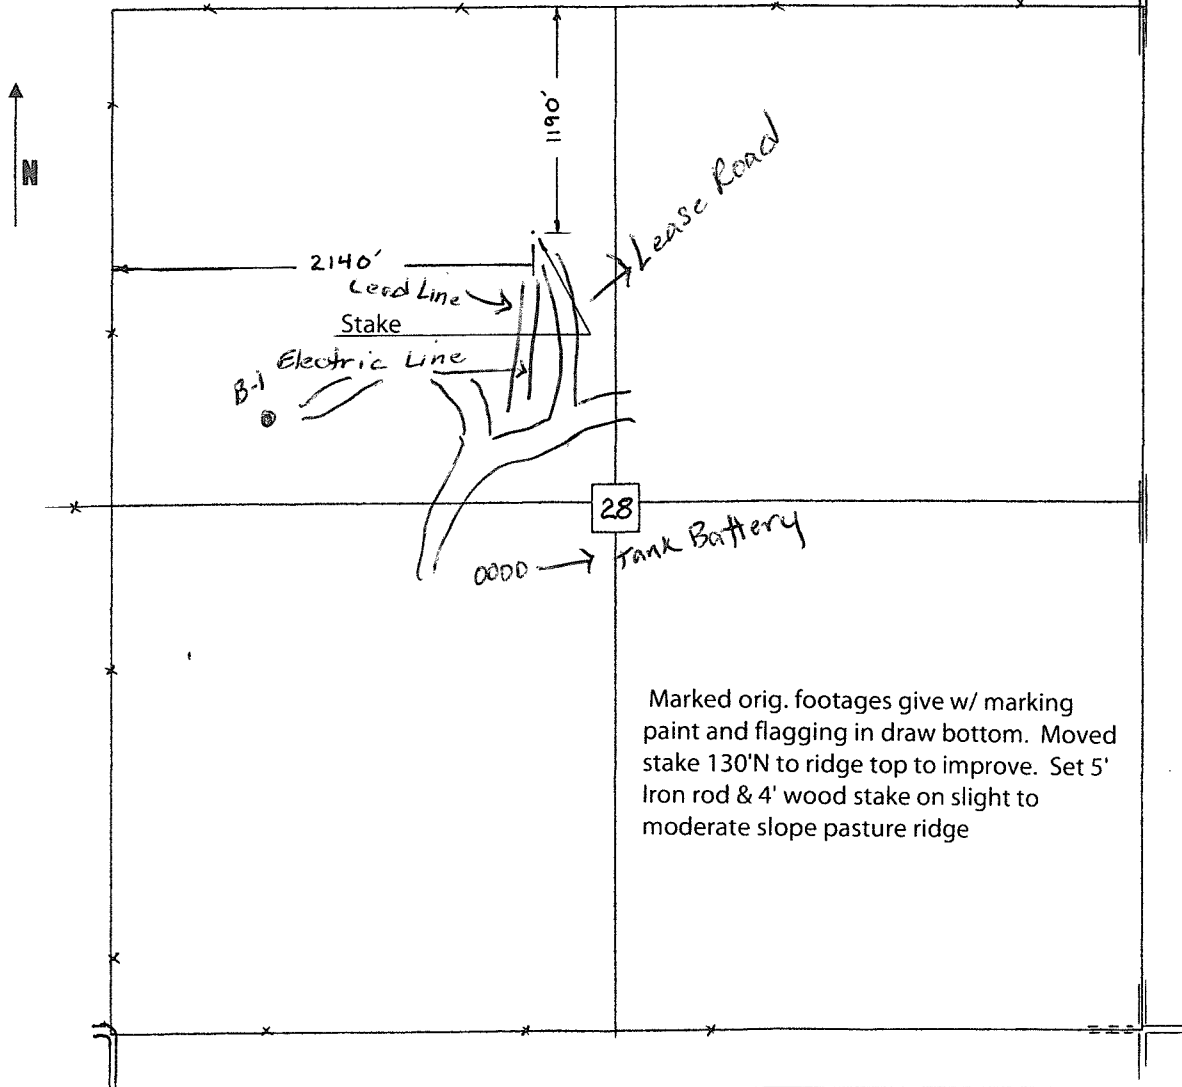 1190'
N
Lease Road
2140'
Lead Line
Stake
Electric Line
B-1
28
0000
Tank Battery
Marked orig. footages give w/ marking
paint and flagging in draw bottom. Moved
stake 130'N to ridge top to improve. Set 5'
Iron rod & 4' wood stake on slight to
moderate slope pasture ridge